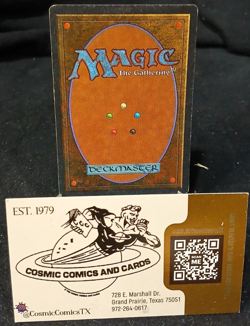 MAGIC
The Gathering
DECKMASTER
EST. 1979
COSMIC COMICS AND CARDS
@CosmicComicsTX
728 E. Marshall Dr.
Grand Prairie, Texas 75051
972-264-0617